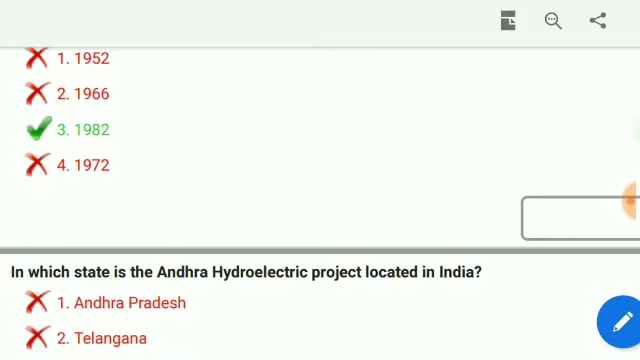 1. 1952
2. 1966
3. 1982
4. 1972
In which state is the Andhra Hydroelectric project located in India?
1. Andhra Pradesh
2. Telangana